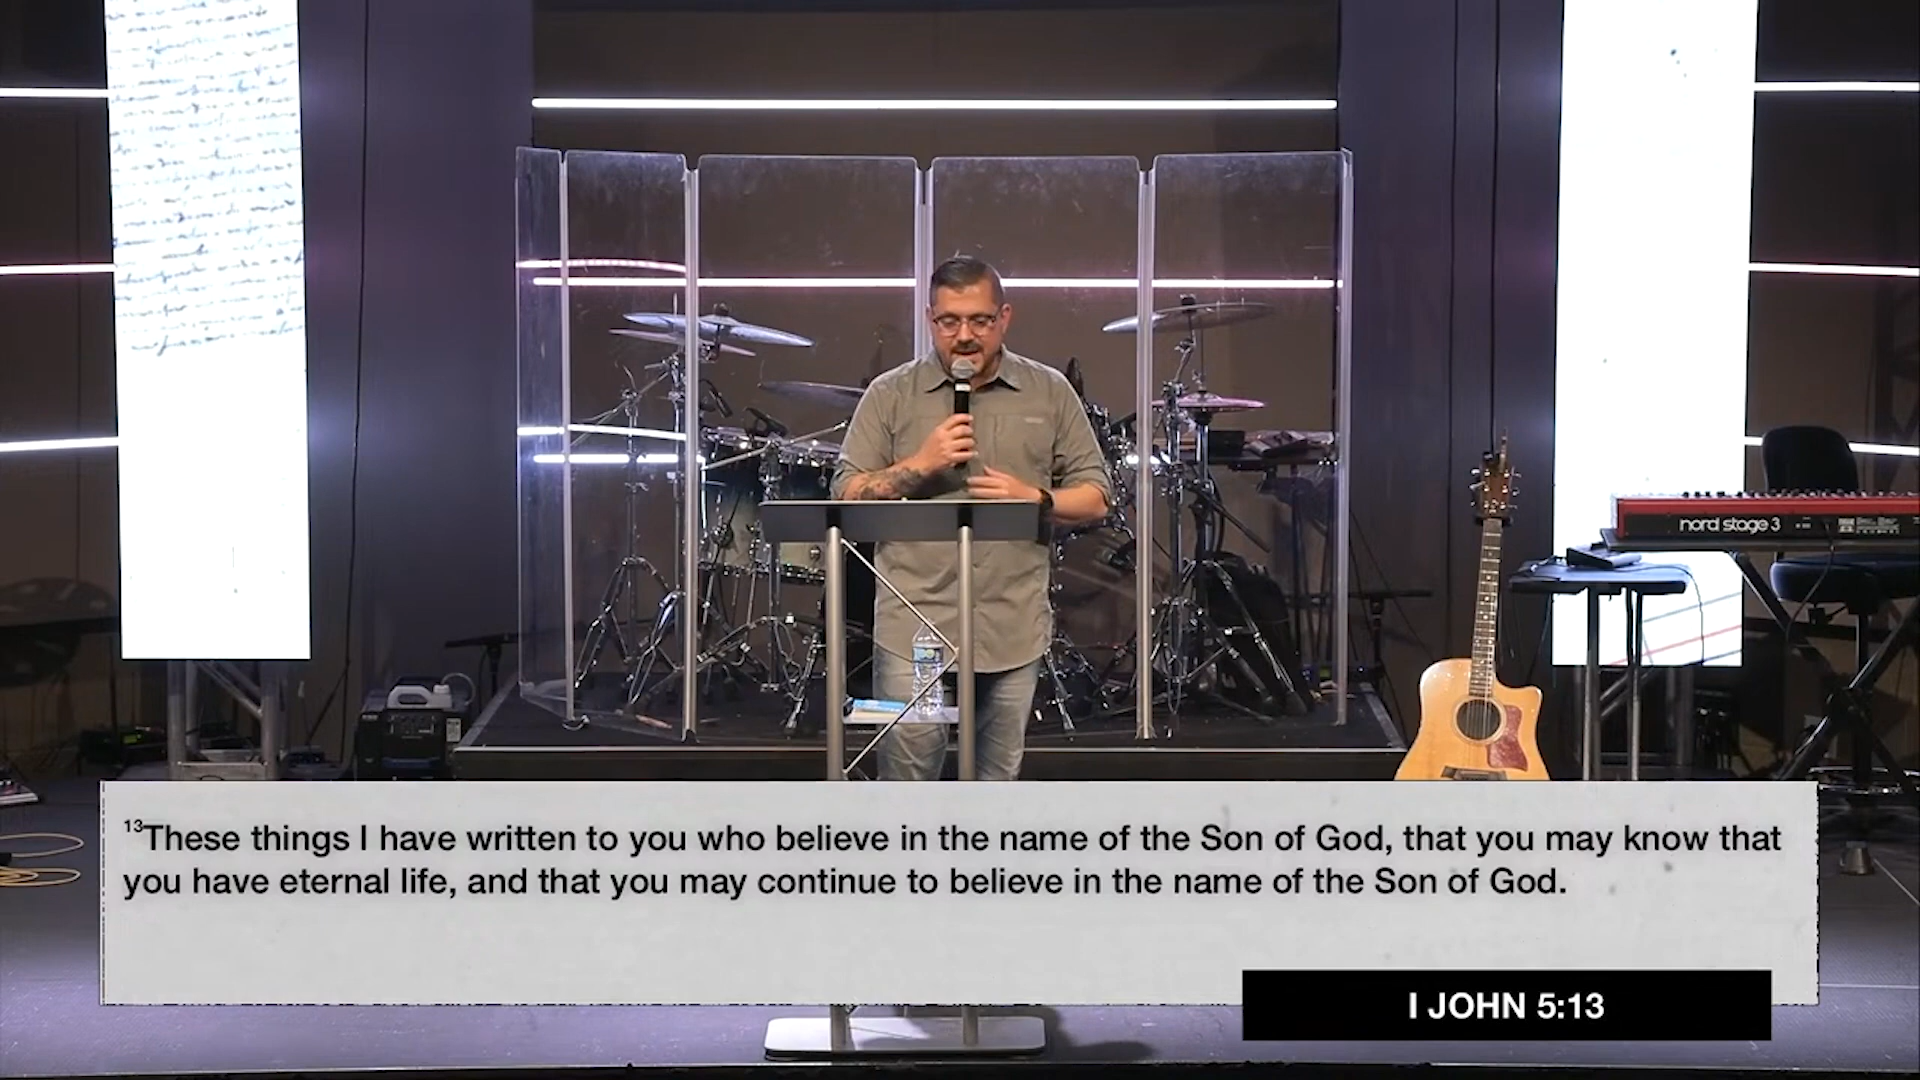 nord stage 3
13These things I have written to you who believe in the name of the Son of God, that you may know that
you have eternal life, and that you may continue to believe in the name of the Son of God.
I JOHN 5:13